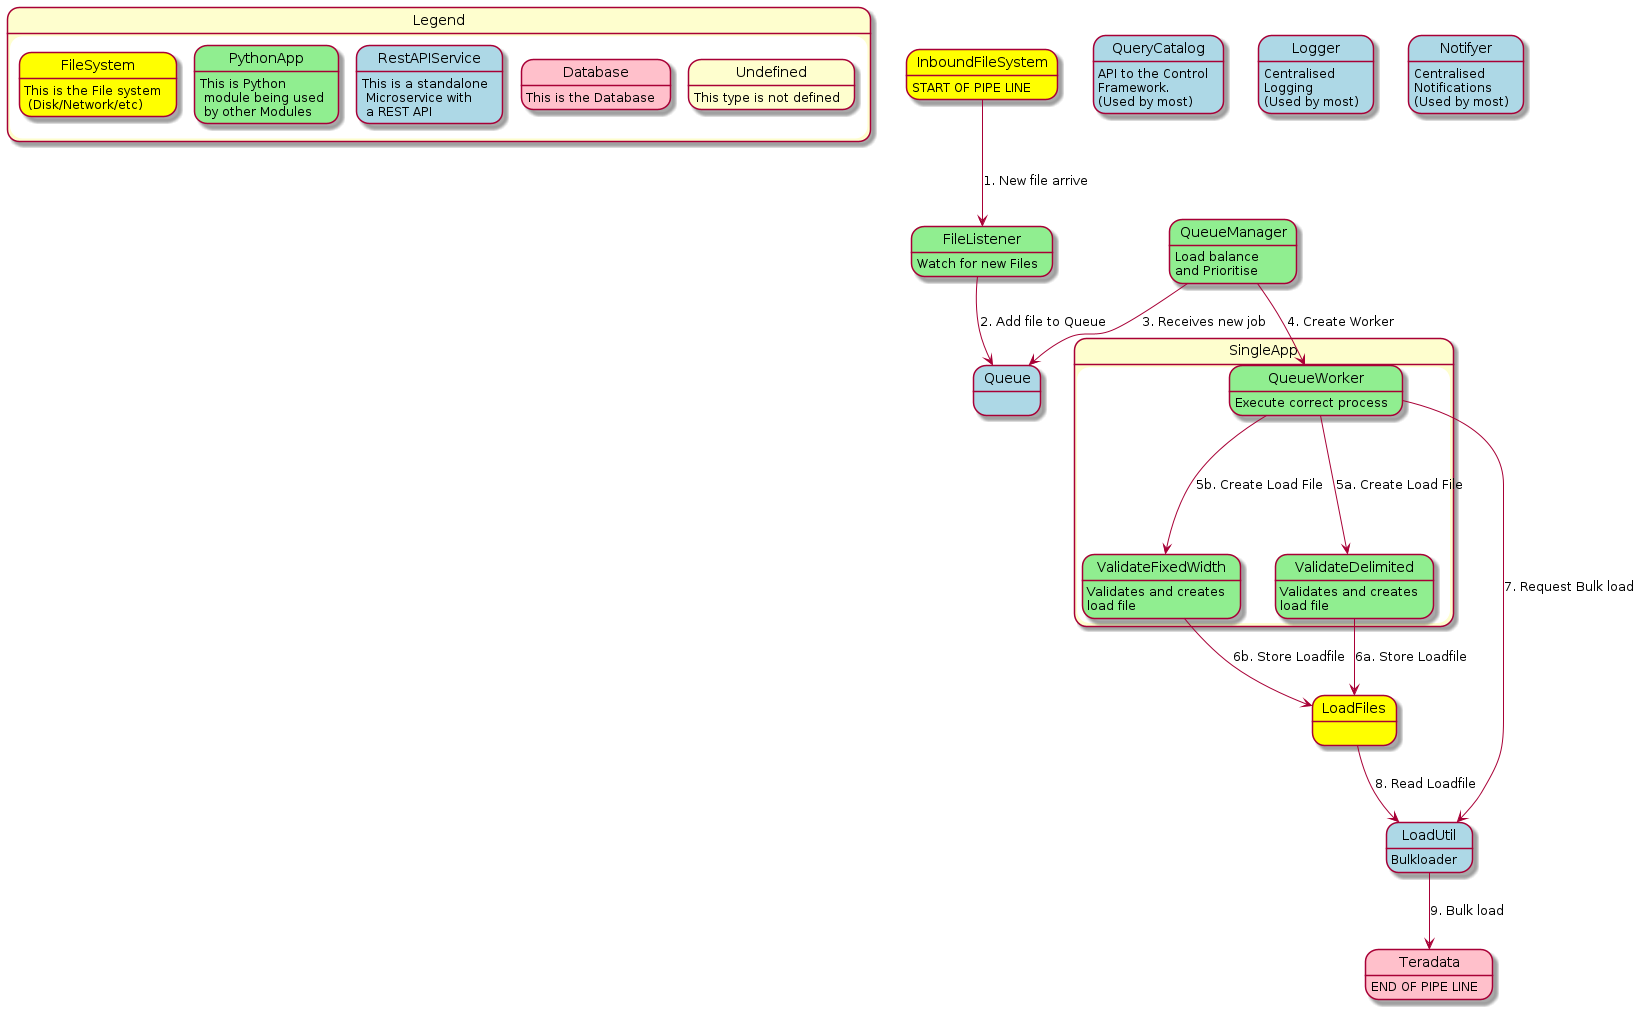 Legend
FileSystem
This is the File system
(Disk/Network/etc)
PythonApp
This is Python
module being used
by other Modules
RestAPIService
This is a standalone
Microservice with
a REST API
Database
This is the Database
Undefined
This type is not defined
InboundFileSystem
START OF PIPE LINE
QueryCatalog
API to the Control
Framework.
(Used by most)
Logger
Centralised
Logging
(Used by most)
Notifyer
Centralised
Notifications
(Used by most)
1. New file arrive
FileListener
Watch for new Files
QueueManager
Load balance
and Prioritise
2. Add file to Queue
3. Receives new job
4. Create Worker
SingleApp
Queue
QueueWorker
Execute correct process
5b. Create Load File
5a. Create Load File
ValidateFixedWidth
Validates and creates
load file
ValidateDelimited
Validates and creates
load file
7. Request Bulk load
6b. Store Loadfile
6a. Store Loadfile
LoadFiles
8. Read Loadfile
LoadUtil
Bulkloader
9. Bulk load
Teradata
END OF PIPE LINE